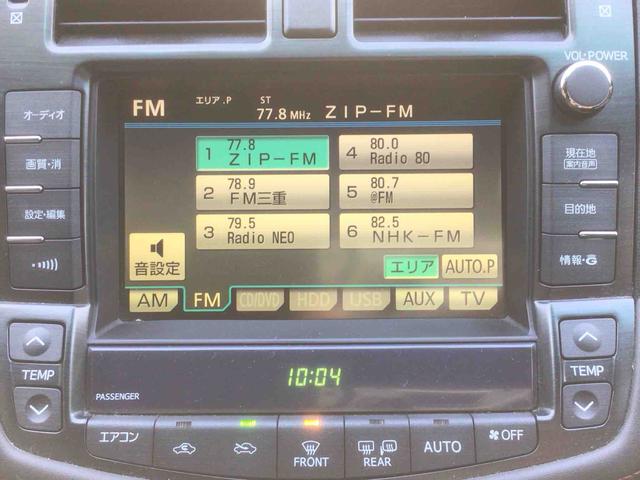 VOL·POWER
オーディオ
画質・消
設定・編集
現在地
案内音声
目的地
情報・G
FM エリア.P ST 77.8 MHz ZIP-FM
1 77.8 ZIP-FM
4 80.0 Radio 80
2 78.9 FM三重
5 80.7 @FM
3 79.5 Radio NEO
6 82.5 NHK-FM
音設定
エリア AUTO.P
AM FM CD/DVD HDD USB AUX TV
10:04
PASSENGER
TEMP
TEMP
エアコン
FRONT
REAR
AUTO
OFF